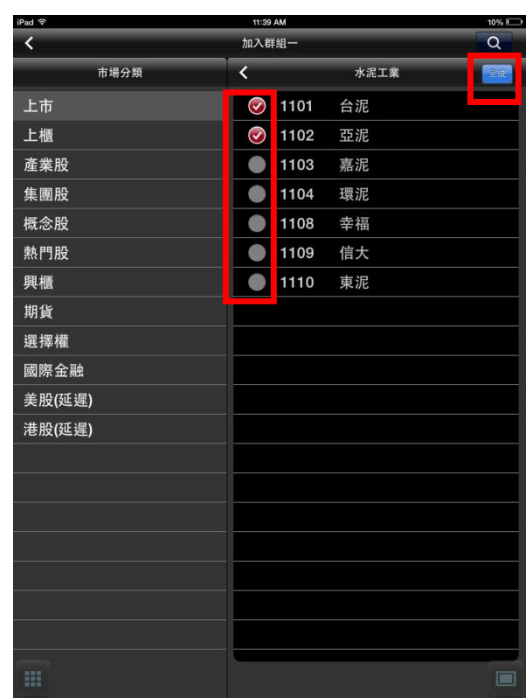 iPad 11:39 AM 10%
加入群組一
市場分類
水泥工業 完成
上市
上櫃
產業股
集團股
概念股
熱門股
興櫃
期貨
選擇權
國際金融
美股(延遲)
港股(延遲)
1101 台泥
1102 亞泥
1103 嘉泥
1104 環泥
1108 幸福
1109 信大
1110 東泥